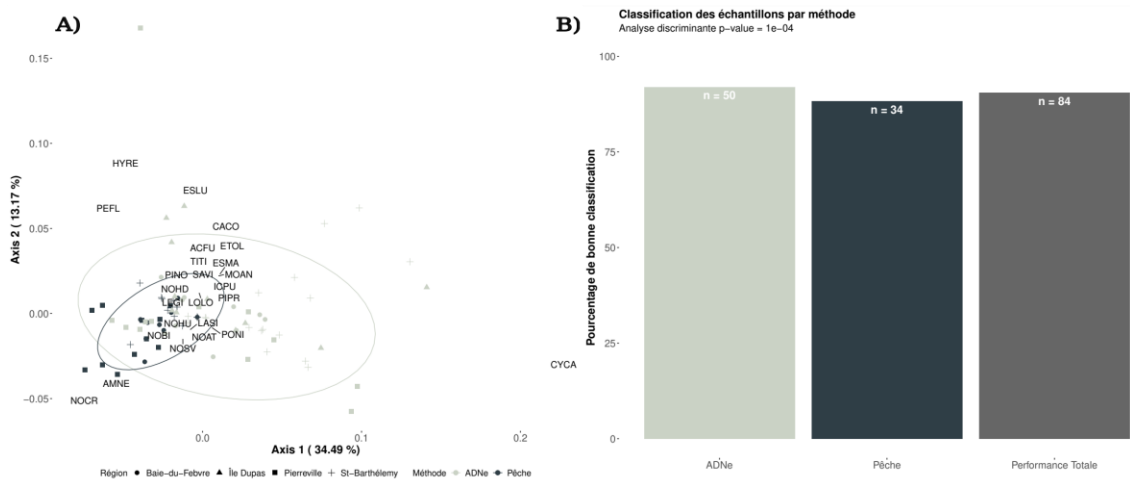 A)
Axis 2 ( 13.17 %)
0.15
0.10
0.05
0.00
−0.05
HYRE
ESLU
PEFL
CACO
ACFU
ETOL
TITI
ESMA
PINO
SAVI
MOAN
NOHD
ICPU
LEGI
LOLO
PIPR
NOHU
LASI
NOBI
NOAT
PONI
NOSV
AMNE
NOCR
CYCA
0.0
0.1
0.2
Axis 1 ( 34.49 %)
Région Baie−du−Febvre Île Dupas Pierreville St−Barthélemy Méthode ADNe Pêche
B)
Classification des échantillons par méthode
Analyse discriminante p−value = 1e−04
Pourcentage de bonne classification
100
75
50
25
0
n = 50
n = 34
n = 84
ADNe
Pêche
Performance Totale